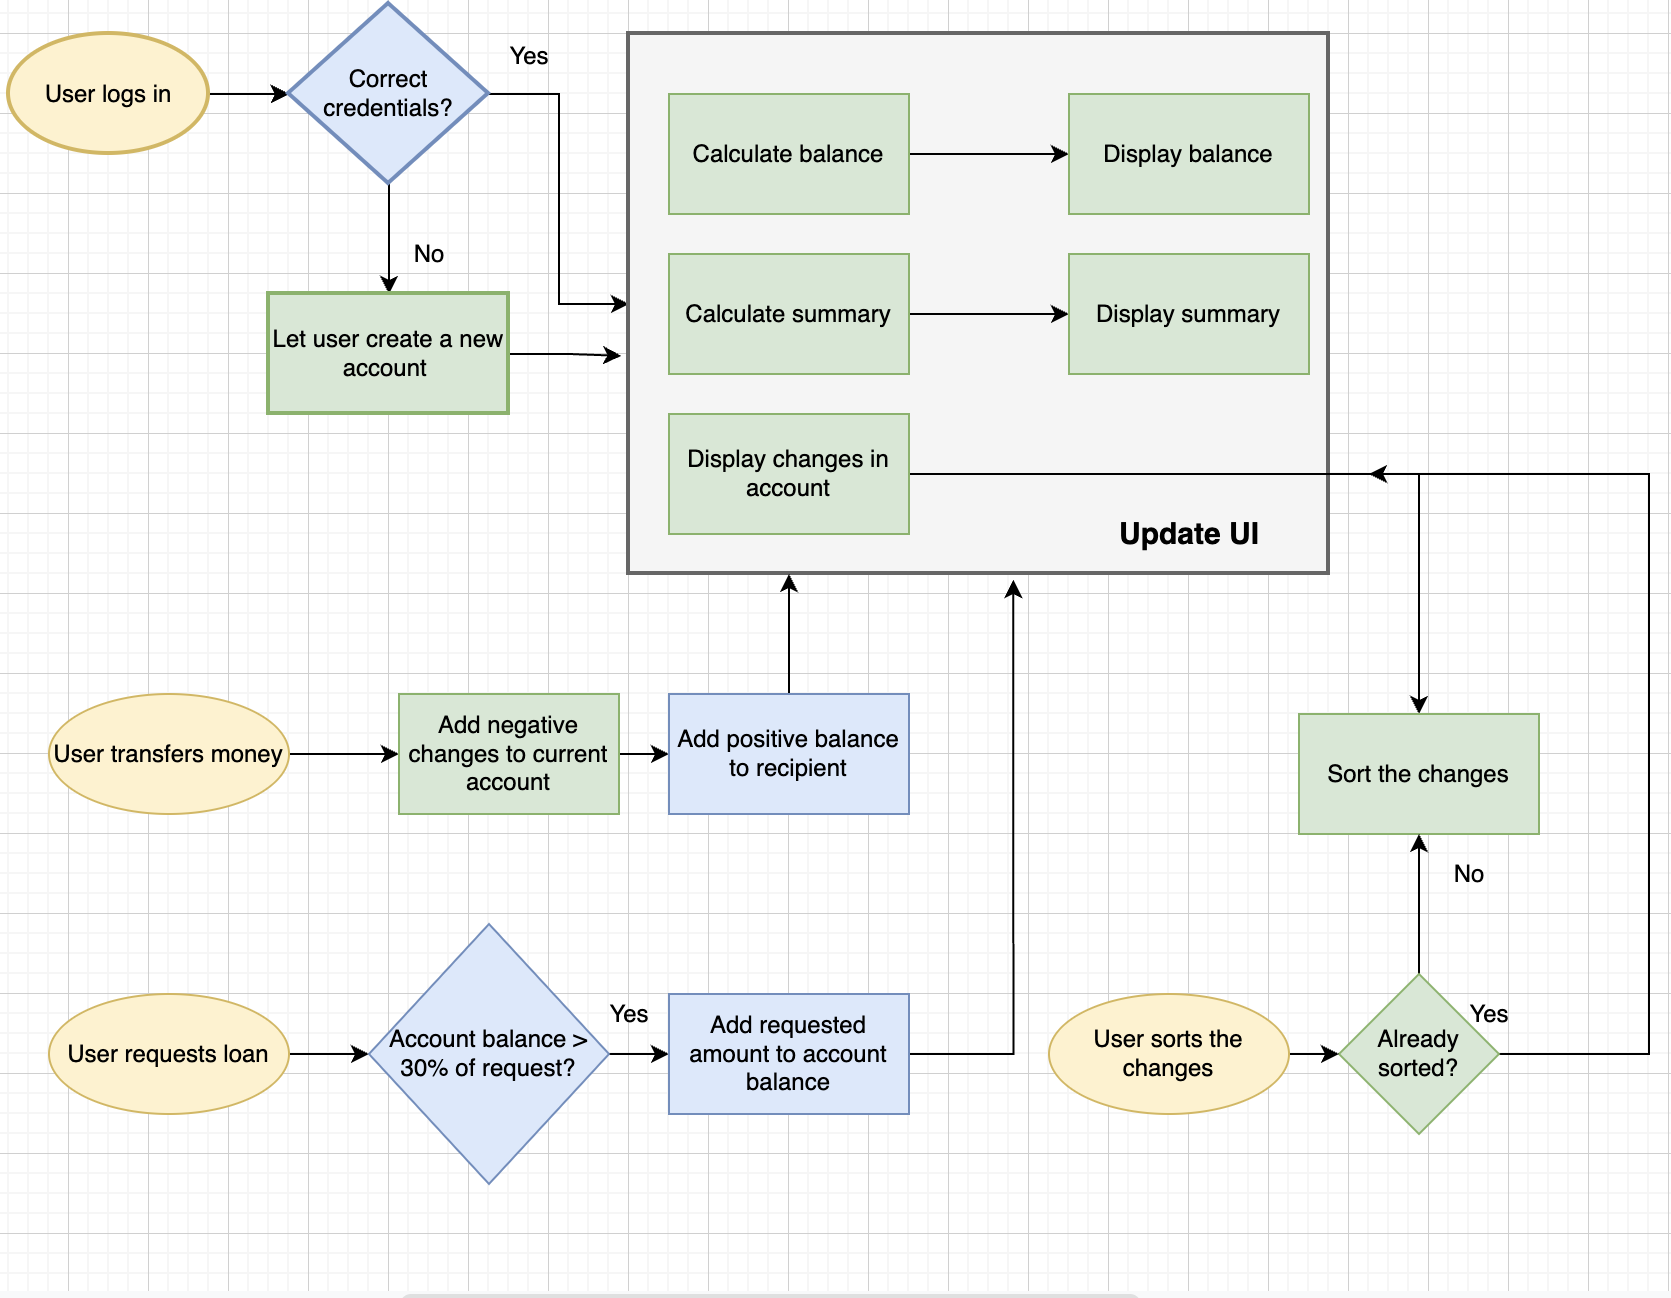 User logs in
Correct
credentials?
Yes
No
Let user create a new
account
Calculate balance
Display balance
Calculate summary
Display summary
Display changes in
account
Update UI
User transfers money
Add negative
changes to current
account
Add positive balance
to recipient
Sort the changes
No
User requests loan
Account balance >
30% of request?
Yes
Add requested
amount to account
balance
User sorts the
changes
Already
sorted?
Yes